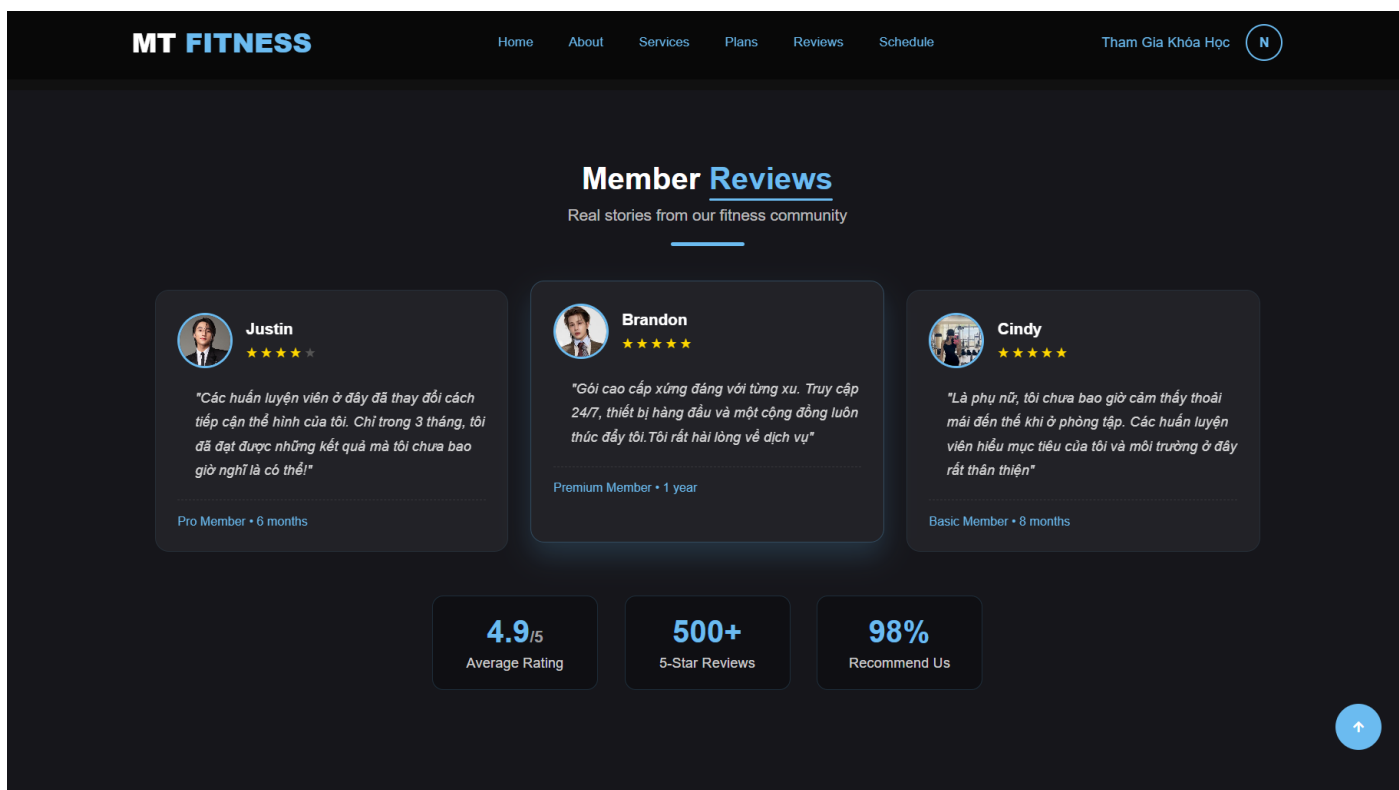 MT FITNESS
Home About Services Plans Reviews Schedule
Tham Gia Khóa Học N
Member Reviews
Real stories from our fitness community
Justin
"Các huấn luyện viên ở đây đã thay đổi cách
tiếp cận thể hình của tôi. Chỉ trong 3 tháng, tôi
đã đạt được những kết quả mà tôi chưa bao
giờ nghĩ là có thể!"
Pro Member • 6 months
Brandon
"Gói cao cấp xứng đáng với từng xu. Truy cập
24/7, thiết bị hàng đầu và một cộng đồng luôn
thúc đẩy tôi.Tôi rất hài lòng về dịch vụ"
Premium Member • 1 year
Cindy
"Là phụ nữ, tôi chưa bao giờ cảm thấy thoải
mái đến thế khi ở phòng tập. Các huấn luyện
viên hiểu mục tiêu của tôi và môi trường ở đây
rất thân thiện"
Basic Member • 8 months
4.9/5
Average Rating
500+
5-Star Reviews
98%
Recommend Us